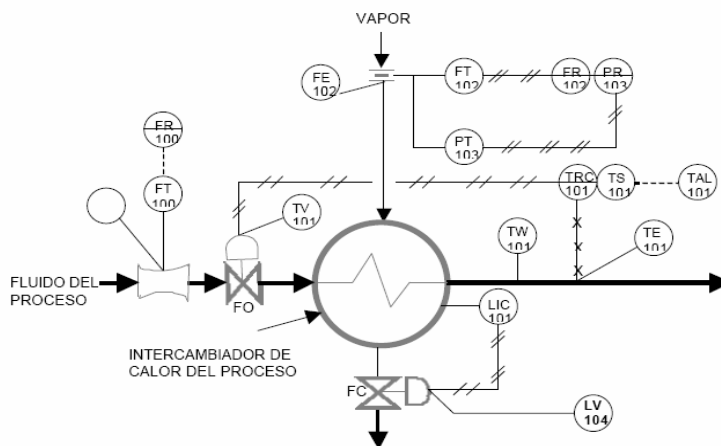 VAPOR
FE
102
FT
102
FR
102
PR
103
FR
100
PT
103
FT
100
TRC
101
TS
101
TAL
101
TV
101
TW
101
TE
101
FLUIDO DEL
PROCESO
FO
LIC
101
INTERCAMBIADOR DE
CALOR DEL PROCESO
FC
LV
104